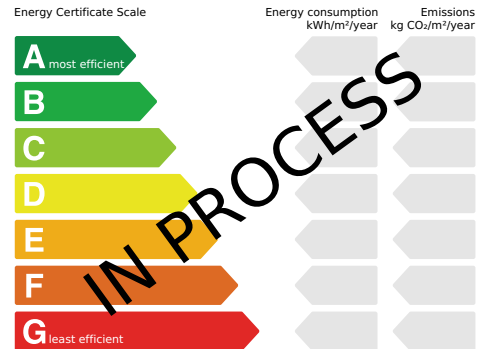 Energy Certificate Scale
Energy consumption
kWh/m²/year
Emissions
kg CO₂/m²/year
A most efficient
B
C
D
E
F
G least efficient
IN PROCESS